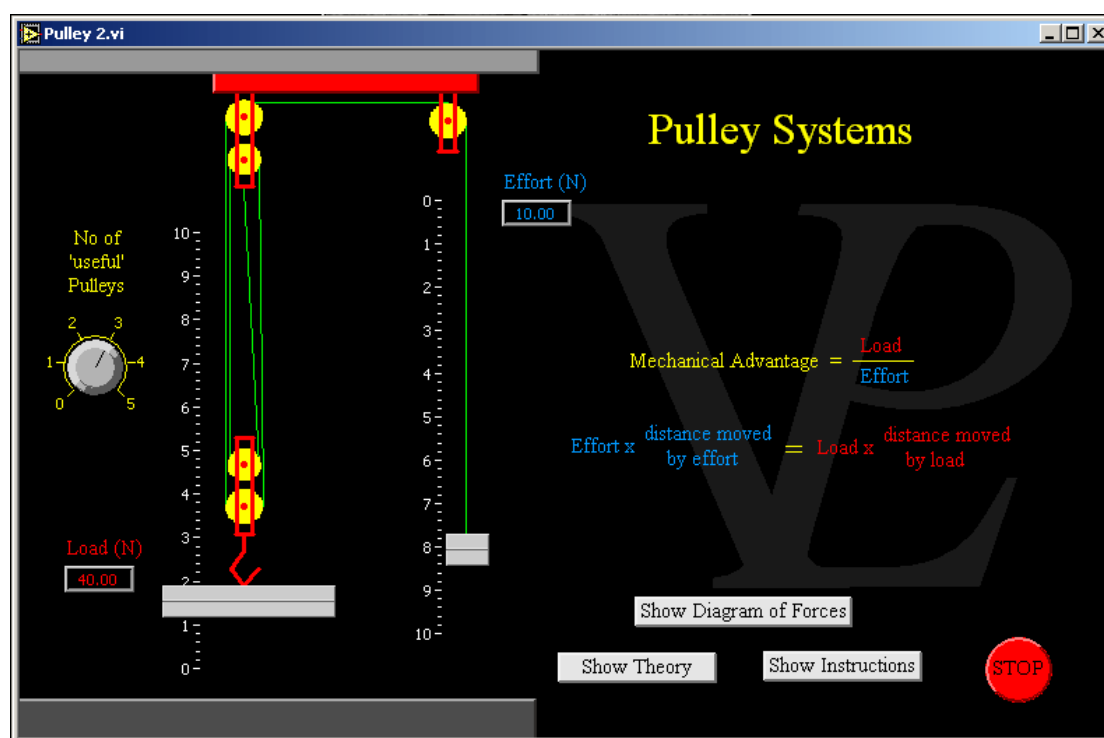 Pulley 2.vi
Pulley Systems
Effort (N)
10.00
No of
'useful'
Pulleys
0
1
2
3
4
5
10
9
8
7
6
5
4
3
2
1
0
0
1
2
3
4
5
6
7
8
9
10
Load (N)
40.00
Mechanical Advantage = Load
Effort
Effort x distance moved
by effort = Load x distance moved
by load
VPL
Show Diagram of Forces
Show Theory
Show Instructions
STOP